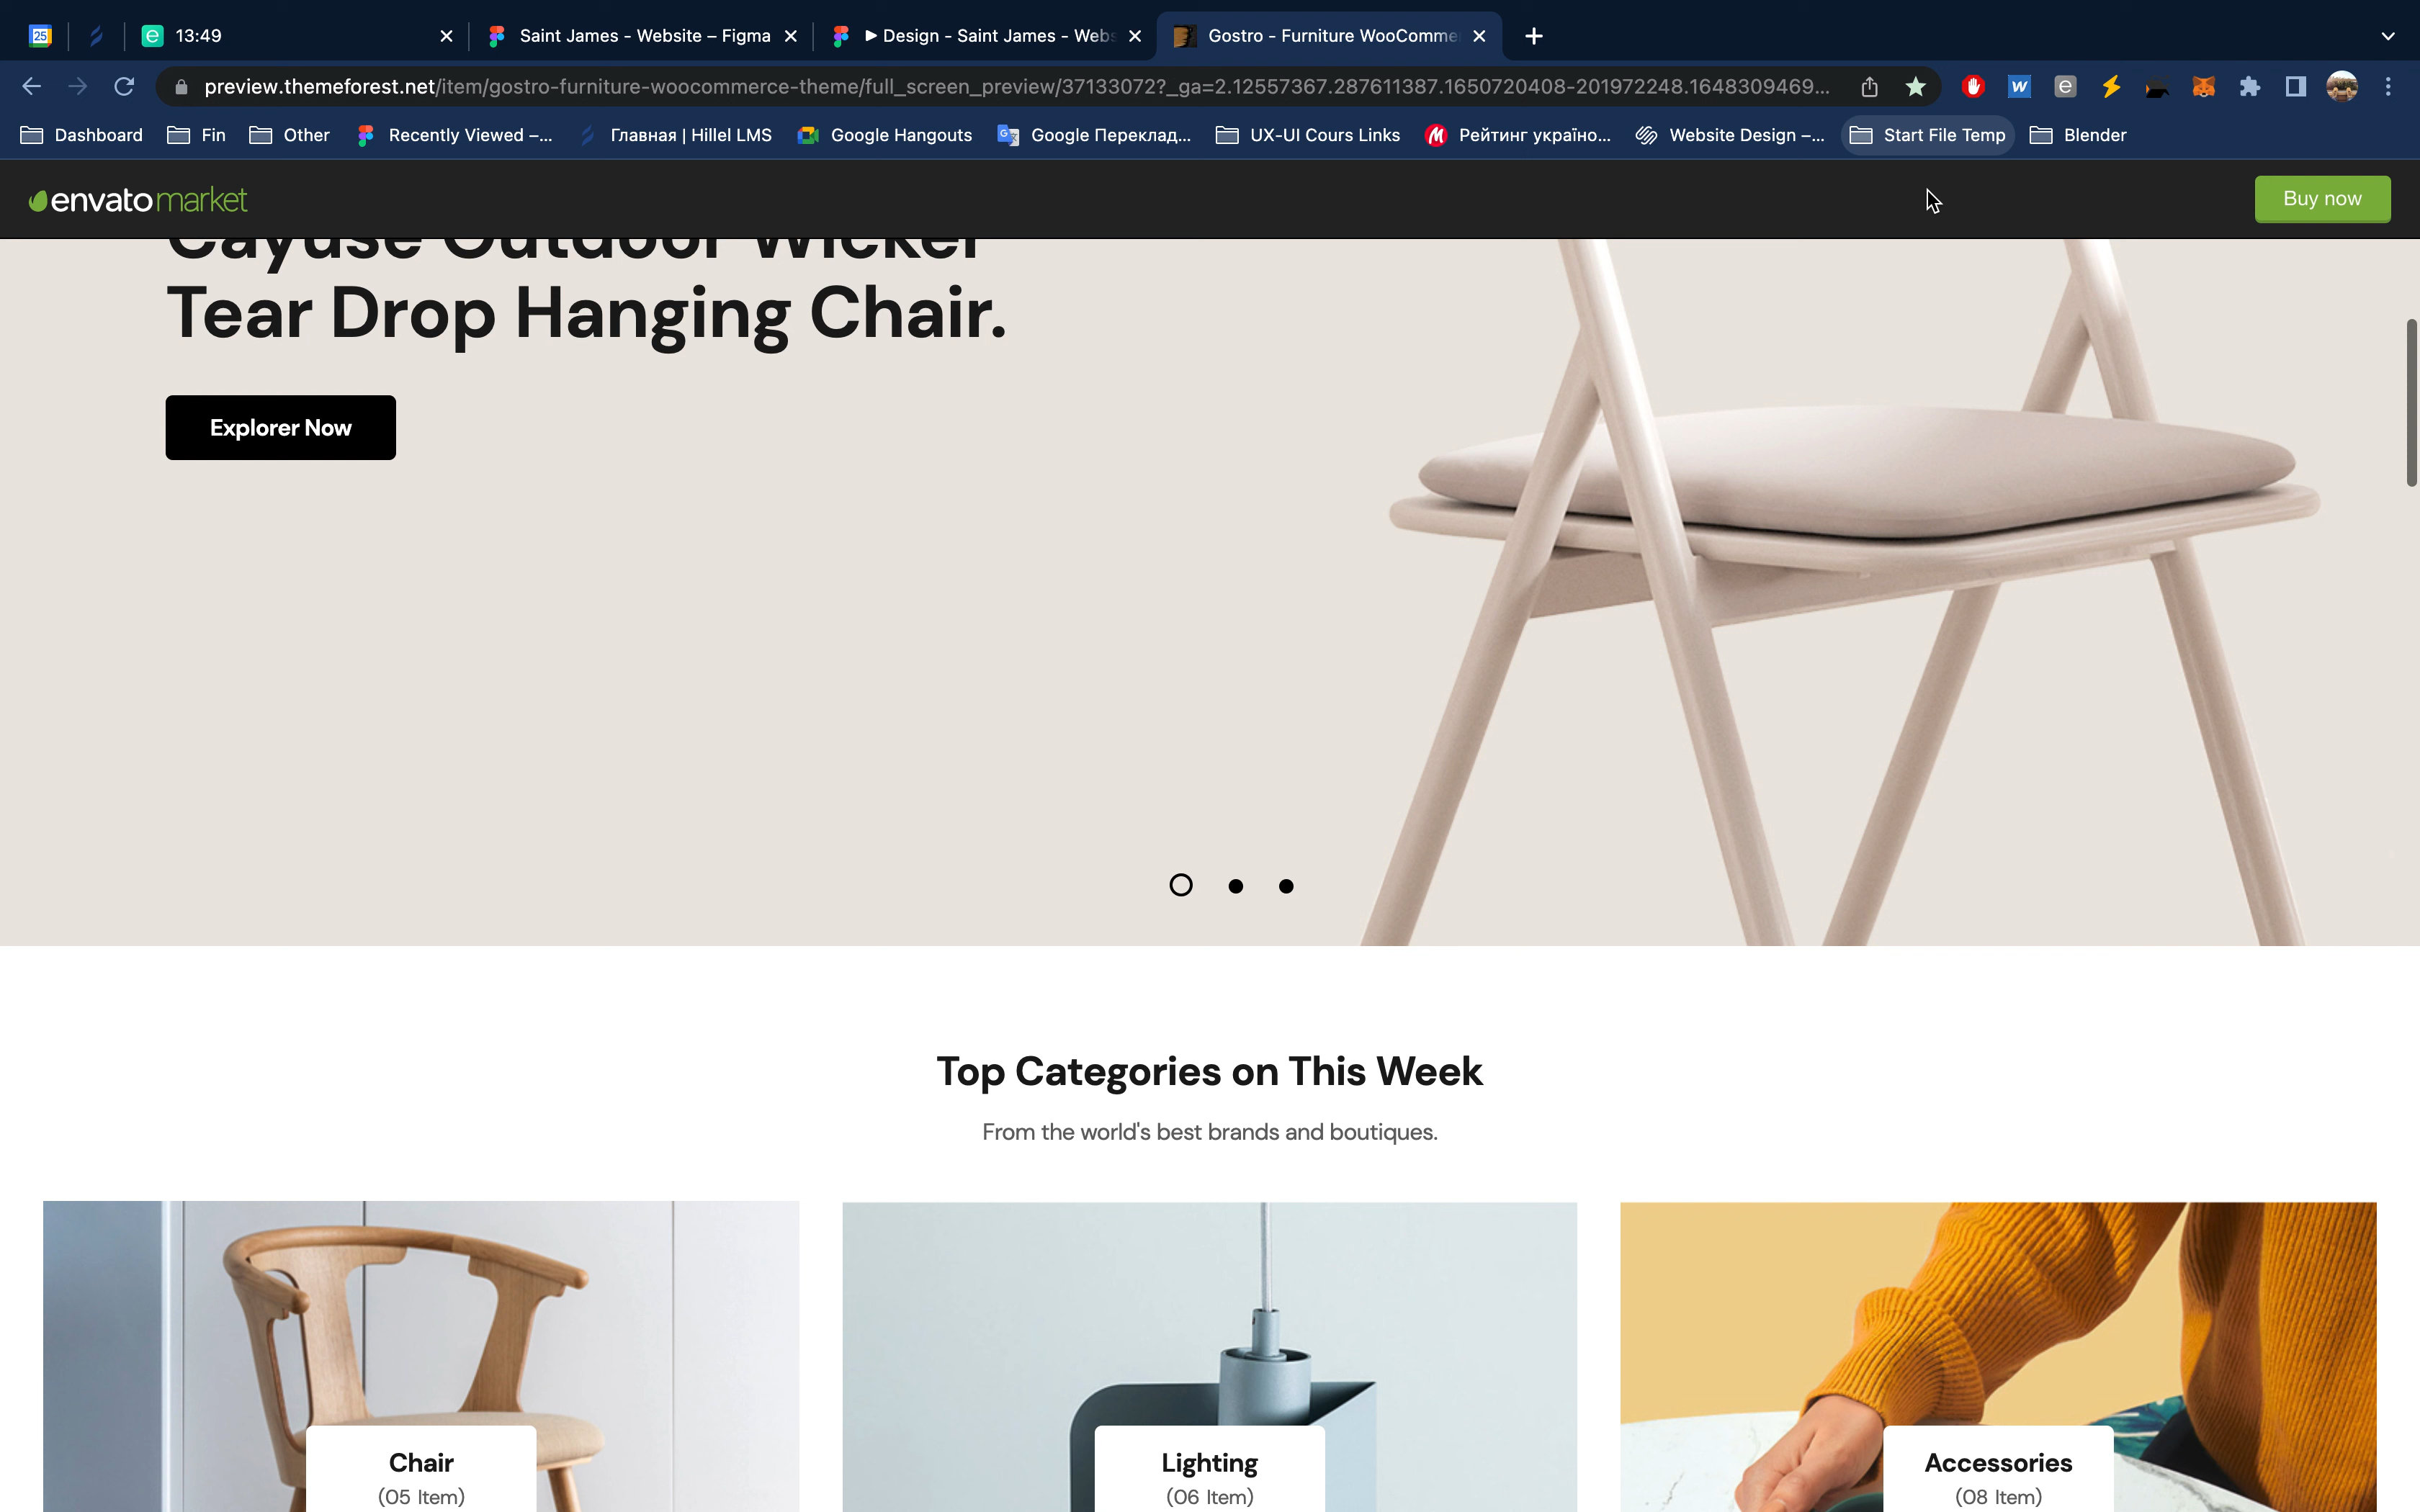 25
13:49
Saint James - Website – Figma
Design - Saint James - Webs
Gostro - Furniture WooComme
preview.themeforest.net/item/gostro-furniture-woocommerce-theme/full_screen_preview/37133072?_ga=2.12557367.287611387.1650720408-201972248.1648309469...
Dashboard
Fin
Other
Recently Viewed –...
Главная | Hillel LMS
Google Hangouts
Google Переклад...
UX-UI Cours Links
Рейтинг україно...
Website Design –...
Start File Temp
Blender
envato market
Buy now
Cayuse Outdoor Wicker
Tear Drop Hanging Chair.
Explorer Now
Top Categories on This Week
From the world's best brands and boutiques.
Chair
(05 Item)
Lighting
(06 Item)
Accessories
(08 Item)